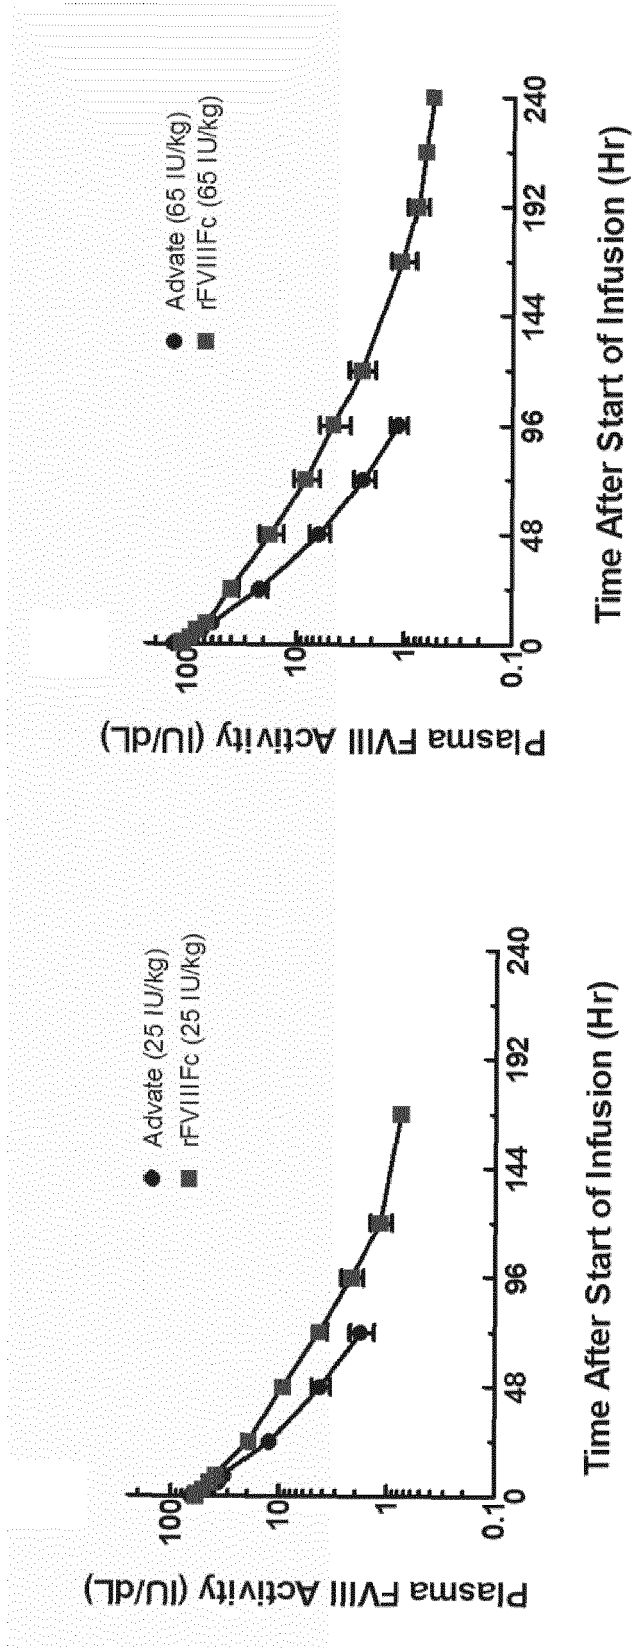 Plasma FVIII Activity (IU/dL)
100
10
1
0.1
Advate (25 IU/kg)
rFVIIIFc (25 IU/kg)
0 48 96 144 192 240
Time After Start of Infusion (Hr)
Plasma FVIII Activity (IU/dL)
100
10
1
0.1
Advate (65 IU/kg)
rFVIIIFc (65 IU/kg)
0 48 96 144 192 240
Time After Start of Infusion (Hr)